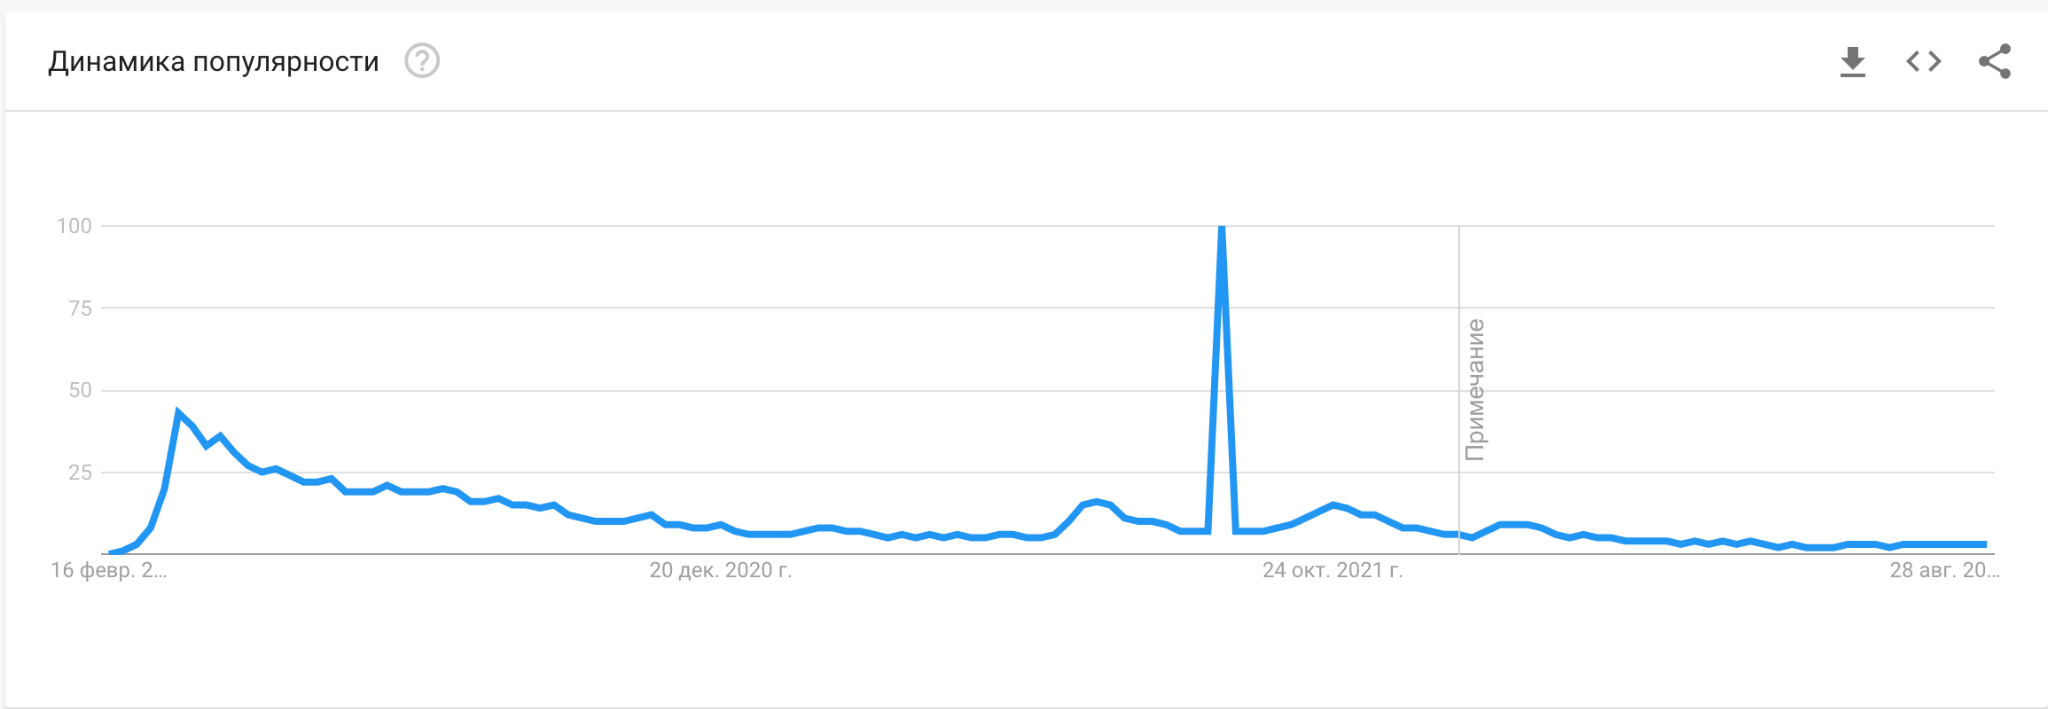 Динамика популярности
100
75
50
25
Примечание
16 февр. 2...
20 дек. 2020 г.
24 окт. 2021 г.
28 авг. 20...